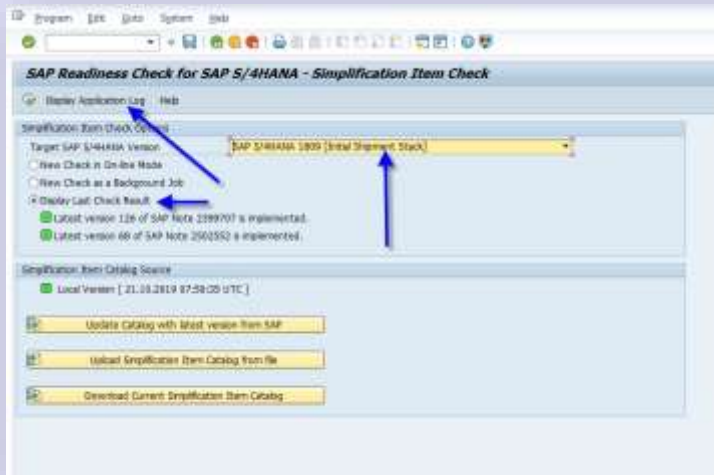 Program Edit Goto System Help
SAP Readiness Check for SAP S/4HANA - Simplification Item Check
Display Application Log Help
Simplification Item Check Options
Target SAP S/4HANA Version SAP S/4HANA 1809 [Initial Shipment Stack]
New Check in On-line Mode
New Check as a Background Job
Display Last Check Result
Latest version 126 of SAP Note 2399707 is implemented.
Latest version 68 of SAP Note 2502552 is implemented.
Simplification Item Catalog Source
Local Version [ 21.10.2019 07:58:35 UTC ]
Update Catalog with latest version from SAP
Upload Simplification Item Catalog from file
Download Current Simplification Item Catalog